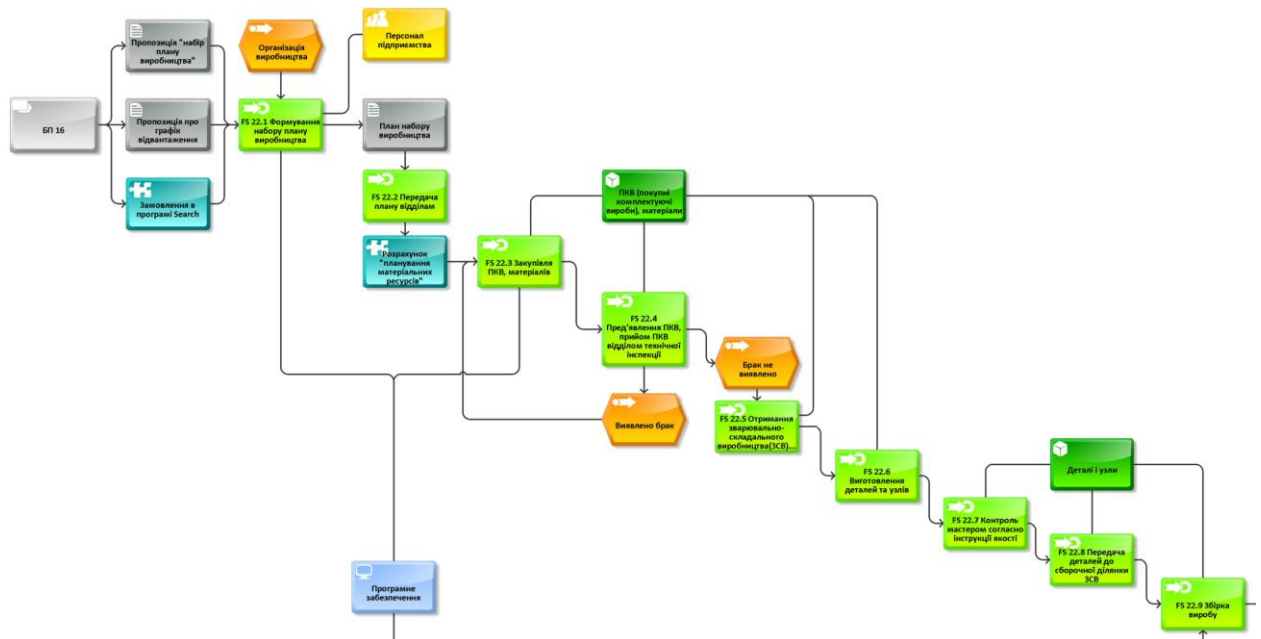 Пропозиція "набір
плану
виробництва"
Організація
виробництва
Персонал
підприємства
БП 16
Пропозиція про
графік
відвантаження
FS 22.1 Формування
набору плану
виробництва
План набору
виробництва
Замовлення в
програмі Search
FS 22.2 Передача
плану відділам
ПКВ (покупні
комплектуючі
вироби), матеріали
"Розрахунок
"планування
матеріальних
ресурсів"
FS 22.3 Закупівля
ПКВ, матеріалів
FS 22.4
Пред'явлення ПКВ,
прийом ПКВ
відділом технічної
інспекції
Брак не
виявлено
Виявлено брак
FS 22.5 Отримання
зварювально-
складального
виробництва(ЗСВ)...
FS 22.6
Виготовлення
деталей та узлів
Деталі і узли
FS 22.7 Контроль
мастером согласно
інструкції якості
FS 22.8 Передача
деталей до
сборочної ділянки
ЗСВ
FS 22.9 Збірка
виробу
Програмне
забезпечення